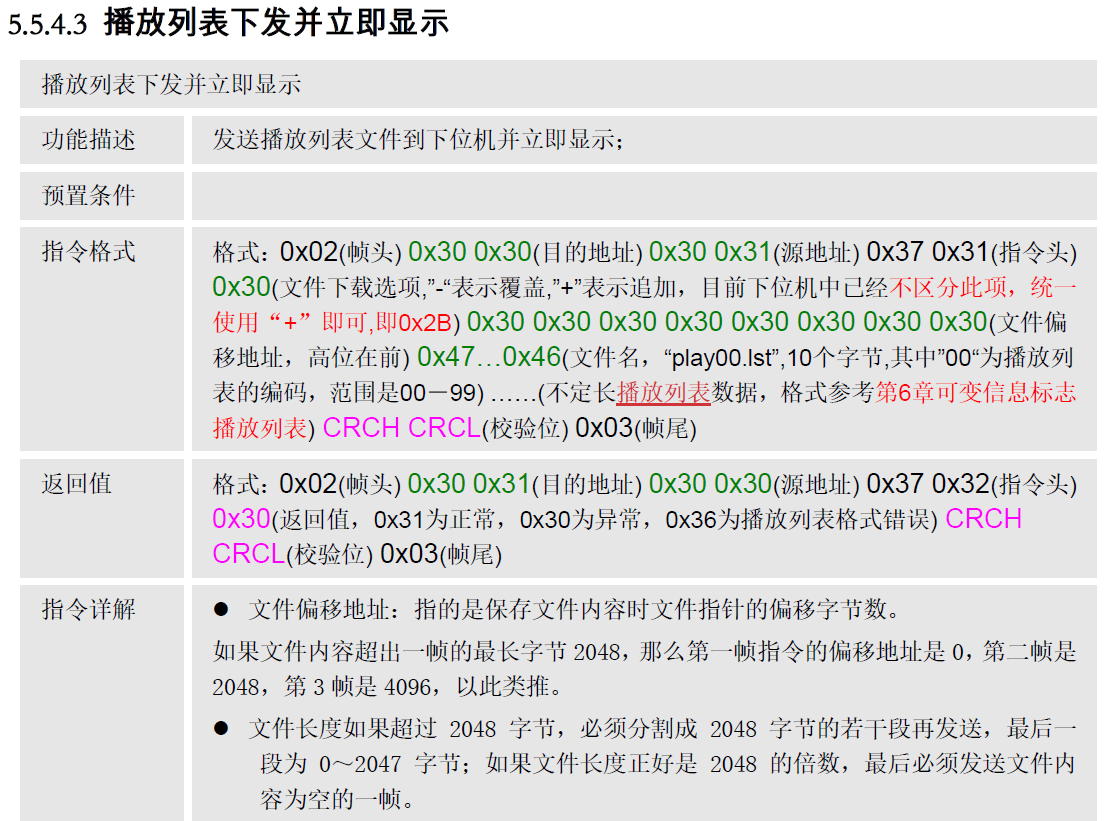 5.5.4.3 播放列表下发并立即显示
播放列表下发并立即显示
功能描述
发送播放列表文件到下位机并立即显示；
预置条件
指令格式
格式：0x02(帧头) 0x30 0x30(目的地址) 0x30 0x31(源地址) 0x37 0x31(指令头)
0x30(文件下载选项,”-“表示覆盖,”+”表示追加，目前下位机中已经不区分此项，统一
使用“+”即可,即0x2B) 0x30 0x30 0x30 0x30 0x30 0x30 0x30 0x30(文件偏
移地址，高位在前) 0x47…0x46(文件名，“play00.lst”,10个字节,其中”00“为播放列
表的编码，范围是00－99) ……(不定长播放列表数据，格式参考第6章可变信息标志
播放列表) CRCH CRCL(校验位) 0x03(帧尾)
返回值
格式：0x02(帧头) 0x30 0x31(目的地址) 0x30 0x30(源地址) 0x37 0x32(指令头)
0x30(返回值，0x31为正常，0x30为异常，0x36为播放列表格式错误) CRCH
CRCL(校验位) 0x03(帧尾)
指令详解
● 文件偏移地址：指的是保存文件内容时文件指针的偏移字节数。
如果文件内容超出一帧的最长字节 2048，那么第一帧指令的偏移地址是 0，第二帧是
2048，第 3 帧是 4096，以此类推。
● 文件长度如果超过 2048 字节，必须分割成 2048 字节的若干段再发送，最后一
段为 0～2047 字节；如果文件长度正好是 2048 的倍数，最后必须发送文件内
容为空的一帧。